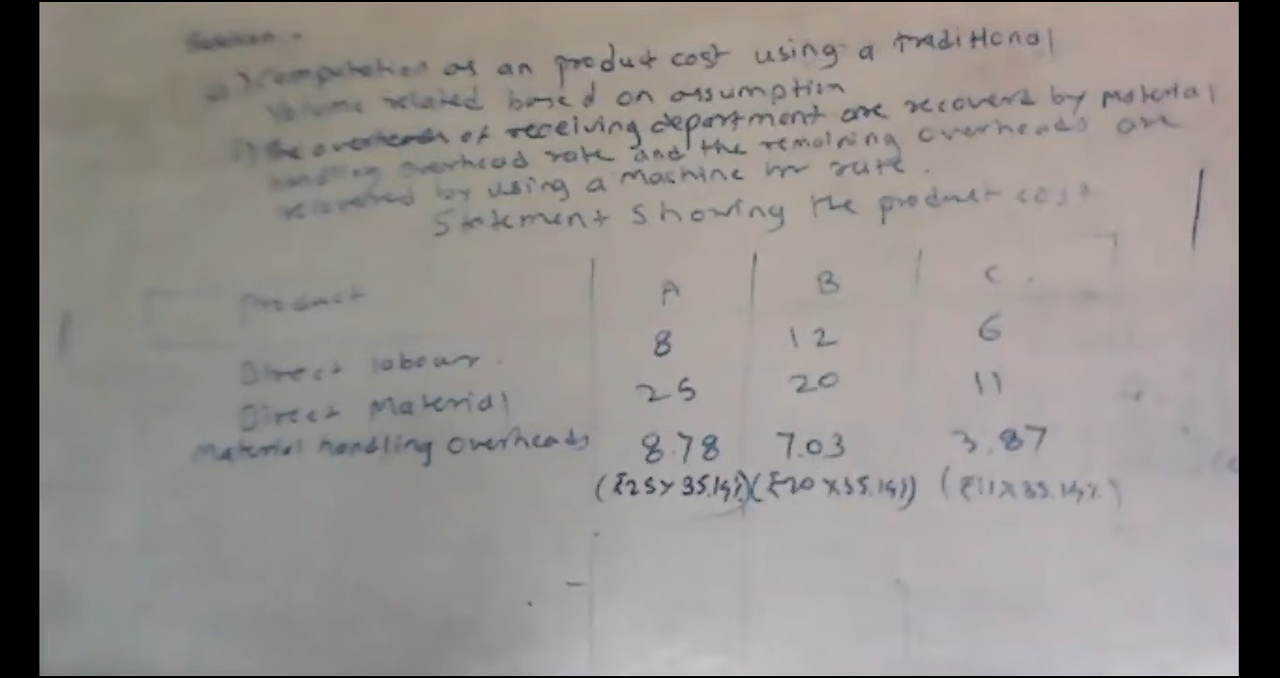 Solution.
a) Computation of an product cost using a traditional
volume related based on assumption
i) the overheads of receiving department are recoverd by material
handling overhead rate and the remaining overheads are
recovered by using a machine hr rate.
Statement showing the product cost
Product A B C
Direct labour 8 12 6
Direct Material 25 20 11
Material handling overheads 8.78 7.03 3.87
(₹25 x 35.14%) (₹20 x 35.14%) (₹11 x 35.14%)